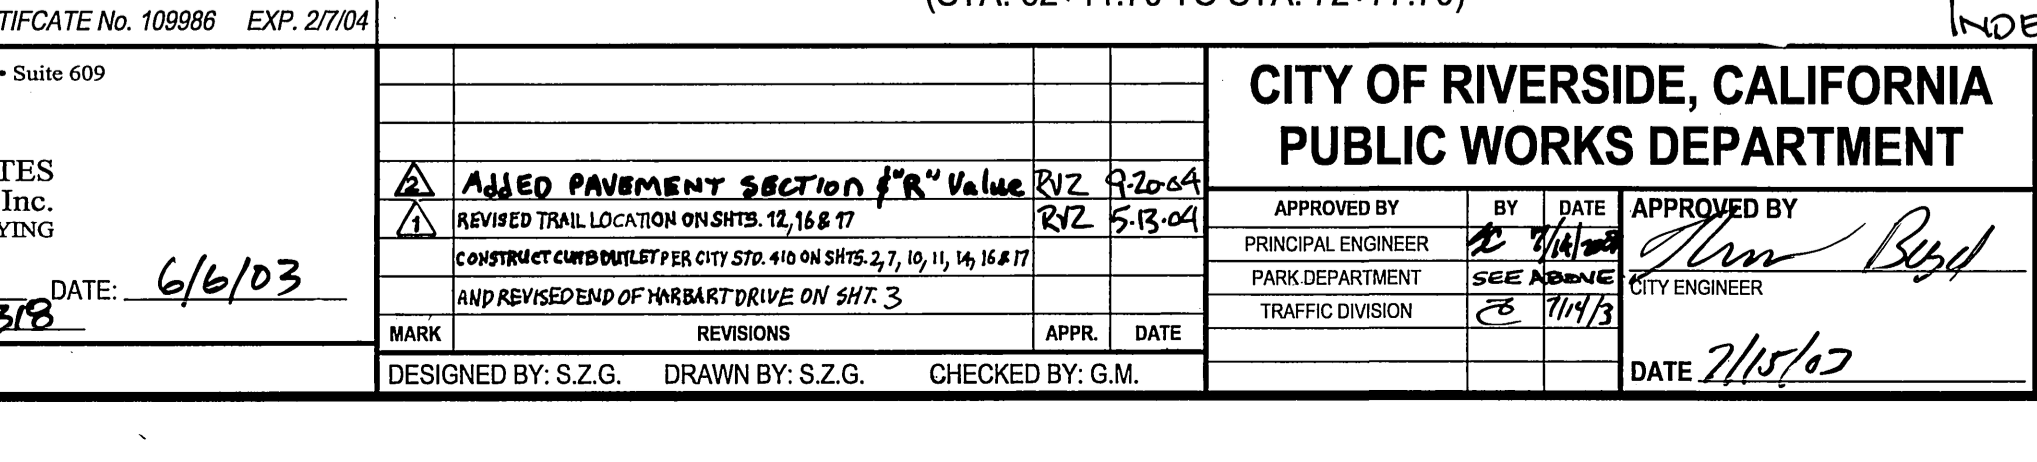 TIFCATE No. 109986 EXP. 2/7/04
INDE
• Suite 609
TES
Inc.
YING
DATE: 6/6/03
318
2 ADDED PAVEMENT SECTION & "R" Value RVZ 9-20-04
1 REVISED TRAIL LOCATION ON SHTS. 12, 16 & 17 RVZ 5-13-04
CONSTRUCT CURB OUTLET PER CITY STD. 410 ON SHTS. 2, 7, 10, 11, 14, 16 & 17
AND REVISED END OF HARBART DRIVE ON SHT. 3
MARK REVISIONS APPR. DATE
DESIGNED BY: S.Z.G. DRAWN BY: S.Z.G. CHECKED BY: G.M.
CITY OF RIVERSIDE, CALIFORNIA
PUBLIC WORKS DEPARTMENT
APPROVED BY BY DATE
PRINCIPAL ENGINEER
PARK DEPARTMENT SEE ABOVE
TRAFFIC DIVISION 7/14/3
APPROVED BY
CITY ENGINEER
DATE 7/15/03